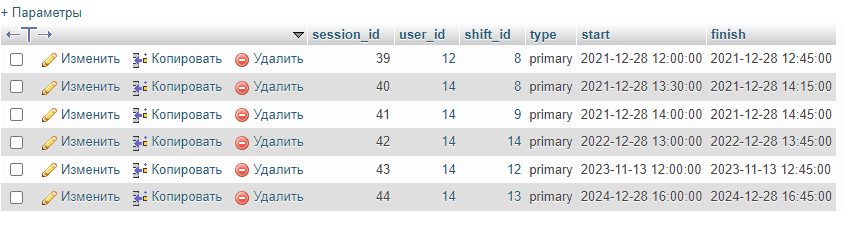 + Параметры
session_id user_id shift_id type start finish
Изменить Копировать Удалить 39 12 8 primary 2021-12-28 12:00:00 2021-12-28 12:45:00
Изменить Копировать Удалить 40 14 8 primary 2021-12-28 13:30:00 2021-12-28 14:15:00
Изменить Копировать Удалить 41 14 9 primary 2021-12-28 14:00:00 2021-12-28 14:45:00
Изменить Копировать Удалить 42 14 14 primary 2022-12-28 13:00:00 2022-12-28 13:45:00
Изменить Копировать Удалить 43 14 12 primary 2023-11-13 12:00:00 2023-11-13 12:45:00
Изменить Копировать Удалить 44 14 13 primary 2024-12-28 16:00:00 2024-12-28 16:45:00